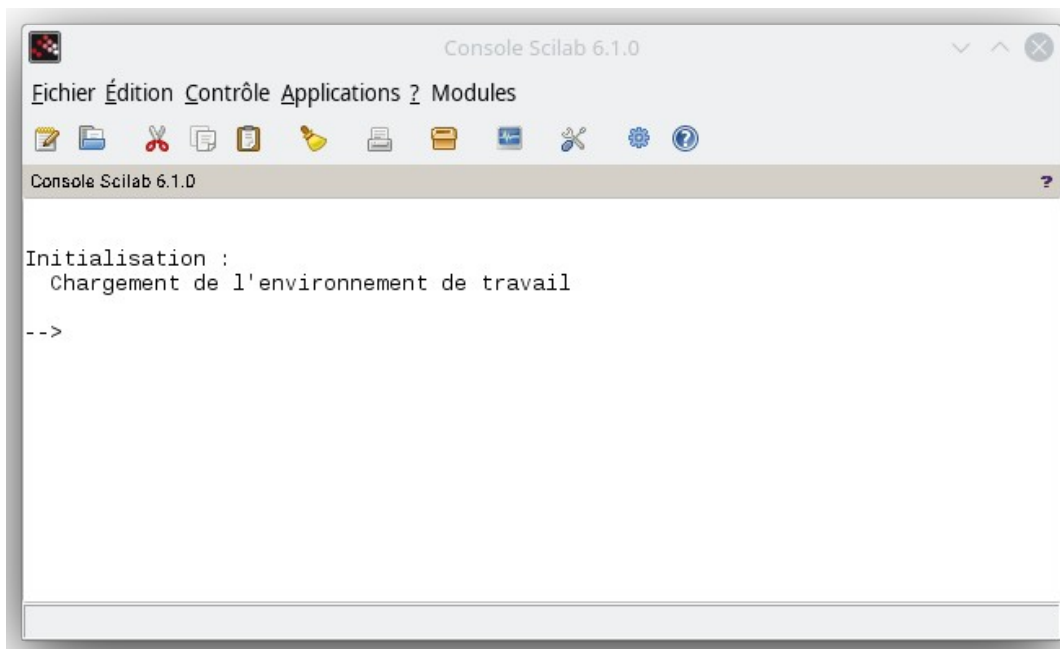 Console Scilab 6.1.0
Fichier Édition Contrôle Applications ? Modules
Console Scilab 6.1.0 ?
Initialisation :
Chargement de l'environnement de travail
-->